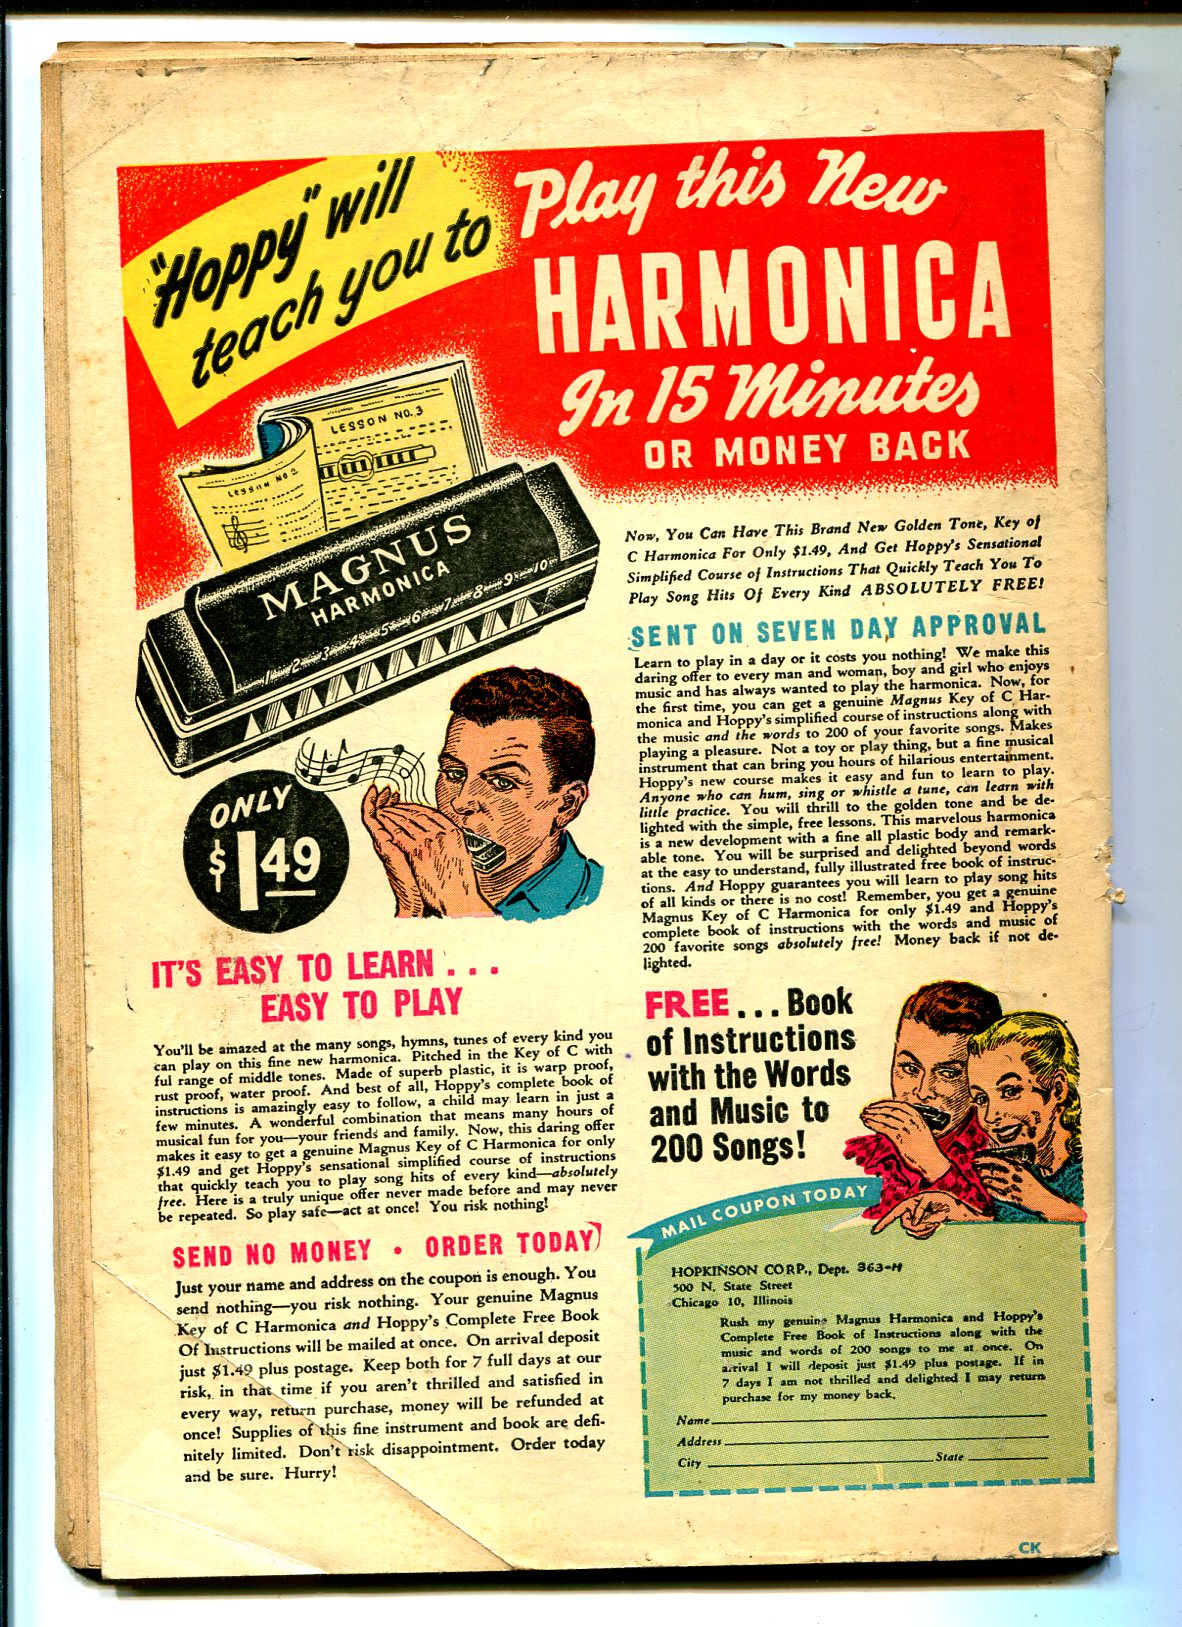 "Hoppy" will
teach you to
Play this New
HARMONICA
In 15 Minutes
OR MONEY BACK
LESSON NO. 3
LESSON NO 2
MAGNUS
HARMONICA
1 2 3 4 5 6 7 8 9 10
ONLY
$1.49
Now, You Can Have This Brand New Golden Tone, Key of
C Harmonica For Only $1.49, And Get Hoppy's Sensational
Simplified Course of Instructions That Quickly Teach You To
Play Song Hits Of Every Kind ABSOLUTELY FREE!
SENT ON SEVEN DAY APPROVAL
Learn to play in a day or it costs you nothing! We make this
daring offer to every man and woman, boy and girl who enjoys
music and has always wanted to play the harmonica. Now, for
the first time, you can get a genuine Magnus Key of C Har-
monica and Hoppy's simplified course of instructions along with
the music and the words to 200 of your favorite songs. Makes
playing a pleasure. Not a toy or play thing, but a fine musical
instrument that can bring you hours of hilarious entertainment.
Hoppy's new course makes it easy and fun to learn to play.
Anyone who can hum, sing or whistle a tune, can learn with
little practice. You will thrill to the golden tone and be de-
lighted with the simple, free lessons. This marvelous harmonica
is a new development with a fine all plastic body and remark-
able tone. You will be surprised and delighted beyond words
at the easy to understand, fully illustrated free book of instruc-
tions. And Hoppy guarantees you will learn to play song hits
of all kinds or there is no cost! Remember, you get a genuine
Magnus Key of C Harmonica for only $1.49 and Hoppy's
complete book of instructions with the words and music of
200 favorite songs absolutely free! Money back if not de-
lighted.
IT'S EASY TO LEARN . . .
EASY TO PLAY
You'll be amazed at the many songs, hymns, tunes of every kind you
can play on this fine new harmonica. Pitched in the Key of C with
ful range of middle tones. Made of superb plastic, it is warp proof,
rust proof, water proof. And best of all, Hoppy's complete book of
instructions is amazingly easy to follow, a child may learn in just a
few minutes. A wonderful combination that means many hours of
musical fun for you—your friends and family. Now, this daring offer
makes it easy to get a genuine Magnus Key of C Harmonica for only
$1.49 and get Hoppy's sensational simplified course of instructions
that quickly teach you to play song hits of every kind—absolutely
free. Here is a truly unique offer never made before and may never
be repeated. So play safe—act at once! You risk nothing!
SEND NO MONEY • ORDER TODAY
Just your name and address on the coupon is enough. You
send nothing—you risk nothing. Your genuine Magnus
Key of C Harmonica and Hoppy's Complete Free Book
Of Instructions will be mailed at once. On arrival deposit
just $1.49 plus postage. Keep both for 7 full days at our
risk, in that time if you aren't thrilled and satisfied in
every way, return purchase, money will be refunded at
once! Supplies of this fine instrument and book are defi-
nitely limited. Don't risk disappointment. Order today
and be sure. Hurry!
FREE . . . Book
of Instructions
with the Words
and Music to
200 Songs!
MAIL COUPON TODAY
HOPKINSON CORP., Dept. 363-H
500 N. State Street
Chicago 10, Illinois
Rush my genuine Magnus Harmonica and Hoppy's
Complete Free Book of Instructions along with the
music and words of 200 songs to me at once. On
arrival I will deposit just $1.49 plus postage. If in
7 days I am not thrilled and delighted I may return
purchase for my money back.
Name
Address
City State
CK